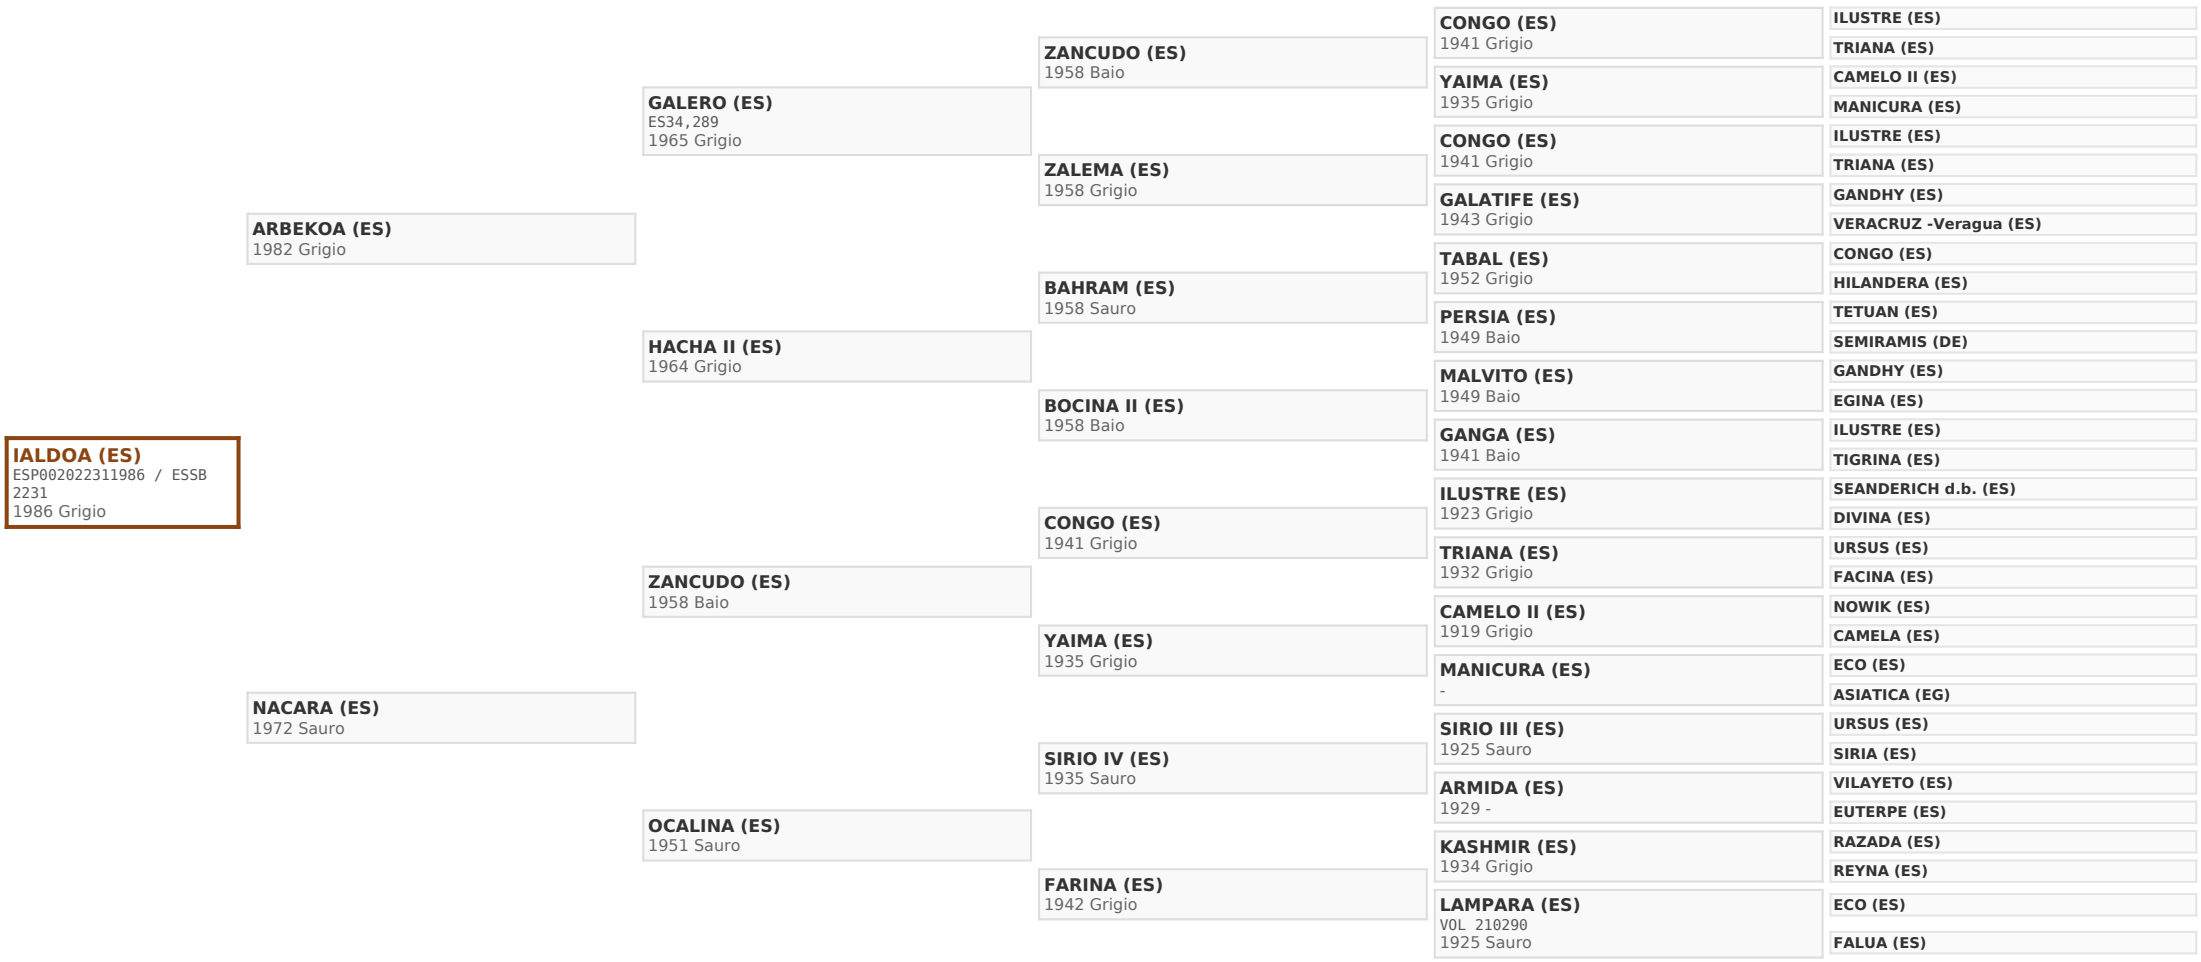 IALDOA (ES)
ESP002022311986 / ESSB
2231
1986 Grigio
ARBEKOA (ES)
1982 Grigio
NACARA (ES)
1972 Sauro
GALERO (ES)
ES34,289
1965 Grigio
HACHA II (ES)
1964 Grigio
ZANCUDO (ES)
1958 Baio
OCALINA (ES)
1951 Sauro
ZANCUDO (ES)
1958 Baio
ZALEMA (ES)
1958 Grigio
BAHRAM (ES)
1958 Sauro
BOCINA II (ES)
1958 Baio
CONGO (ES)
1941 Grigio
YAIMA (ES)
1935 Grigio
SIRIO IV (ES)
1935 Sauro
FARINA (ES)
1942 Grigio
CONGO (ES)
1941 Grigio
YAIMA (ES)
1935 Grigio
CONGO (ES)
1941 Grigio
GALATIFE (ES)
1943 Grigio
TABAL (ES)
1952 Grigio
PERSIA (ES)
1949 Baio
MALVITO (ES)
1949 Baio
GANGA (ES)
1941 Baio
ILUSTRE (ES)
1923 Grigio
TRIANA (ES)
1932 Grigio
CAMELO II (ES)
1919 Grigio
MANICURA (ES)
-
SIRIO III (ES)
1925 Sauro
ARMIDA (ES)
1929 -
KASHMIR (ES)
1934 Grigio
LAMPARA (ES)
VOL 210290
1925 Sauro
ILUSTRE (ES)
TRIANA (ES)
CAMELO II (ES)
MANICURA (ES)
ILUSTRE (ES)
TRIANA (ES)
GANDHY (ES)
VERACRUZ -Veragua (ES)
CONGO (ES)
HILANDERA (ES)
TETUAN (ES)
SEMIRAMIS (DE)
GANDHY (ES)
EGINA (ES)
ILUSTRE (ES)
TIGRINA (ES)
SEANDERICH d.b. (ES)
DIVINA (ES)
URSUS (ES)
FACINA (ES)
NOWIK (ES)
CAMELA (ES)
ECO (ES)
ASIATICA (EG)
URSUS (ES)
SIRIA (ES)
VILAYETO (ES)
EUTERPE (ES)
RAZADA (ES)
REYNA (ES)
ECO (ES)
FALUA (ES)